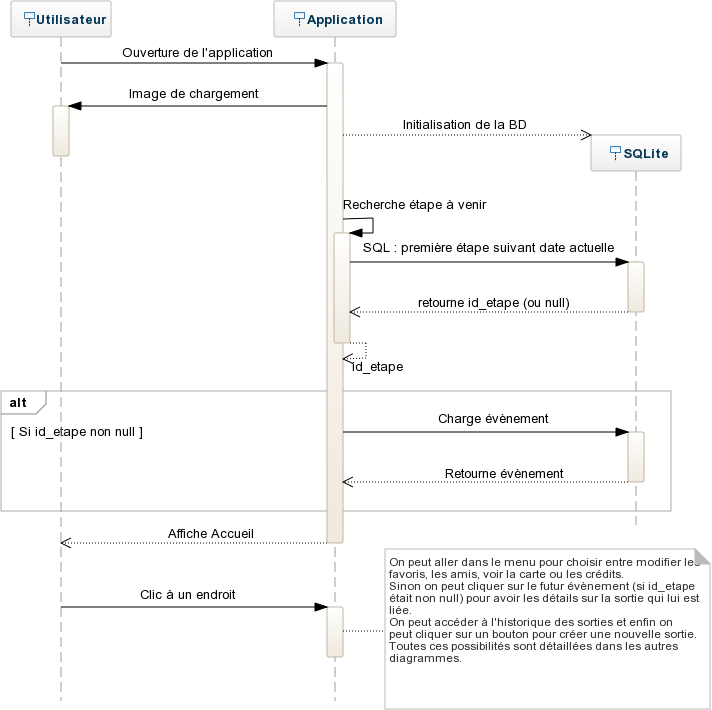 Utilisateur
Application
Ouverture de l'application
Image de chargement
Initialisation de la BD
SQLite
Recherche étape à venir
SQL : première étape suivant date actuelle
retourne id_etape (ou null)
id_etape
alt
[ Si id_etape non null ]
Charge évènement
Retourne évènement
Affiche Accueil
Clic à un endroit
On peut aller dans le menu pour choisir entre modifier les
favoris, les amis, voir la carte ou les crédits.
Sinon on peut cliquer sur le futur évènement (si id_etape
était non null) pour avoir les détails sur la sortie qui lui est
liée.
On peut accéder à l'historique des sorties et enfin on
peut cliquer sur un bouton pour créer une nouvelle sortie.
Toutes ces possibilités sont détaillées dans les autres
diagrammes.